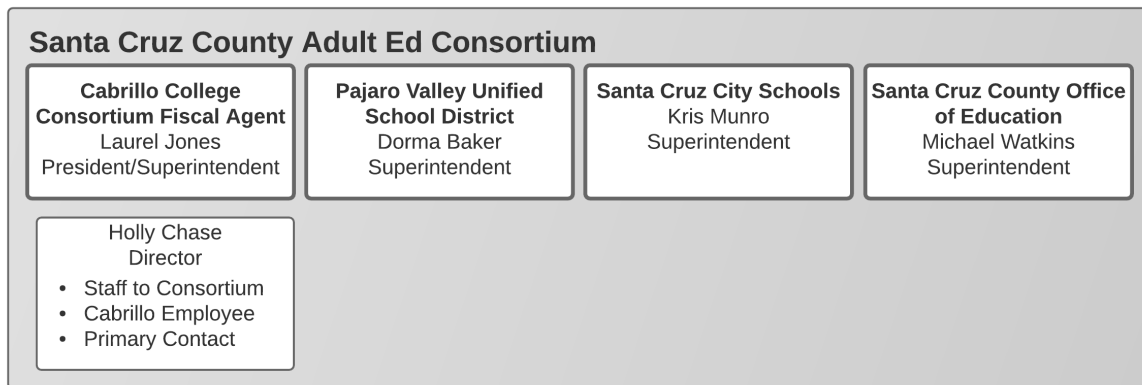 Santa Cruz County Adult Ed Consortium
Cabrillo College
Consortium Fiscal Agent
Laurel Jones
President/Superintendent
Pajaro Valley Unified
School District
Dorma Baker
Superintendent
Santa Cruz City Schools
Kris Munro
Superintendent
Santa Cruz County Office
of Education
Michael Watkins
Superintendent
Holly Chase
Director
• Staff to Consortium
• Cabrillo Employee
• Primary Contact